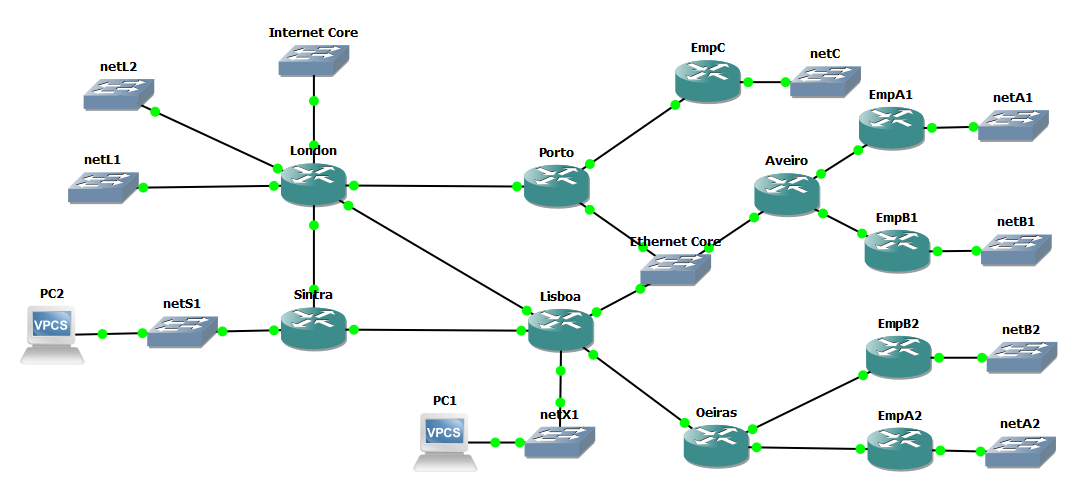 Internet Core
EmpC
netC
netL2
EmpA1
netA1
London
netL1
Porto
Aveiro
EmpB1
netB1
Ethernet Core
PC2
VPCS
netS1
Sintra
Lisboa
EmpB2
netB2
PC1
VPCS
netX1
Oeiras
EmpA2
netA2